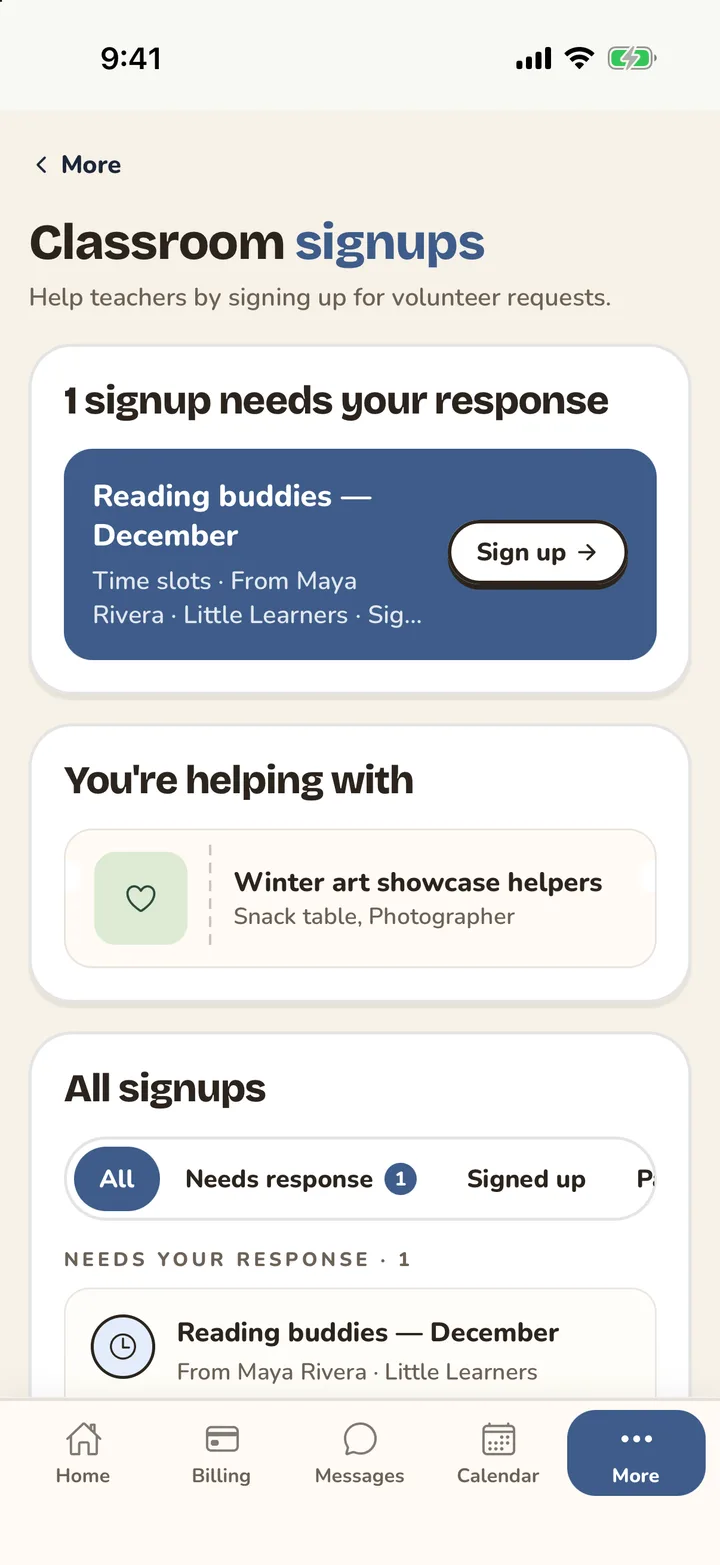 9:41
More
Classroom signups
Help teachers by signing up for volunteer requests.
1 signup needs your response
Reading buddies —
December
Time slots · From Maya
Rivera · Little Learners · Sig...
Sign up →
You're helping with
Winter art showcase helpers
Snack table, Photographer
All signups
All
Needs response 1
Signed up
NEEDS YOUR RESPONSE · 1
Reading buddies — December
From Maya Rivera · Little Learners
Home
Billing
Messages
Calendar
More